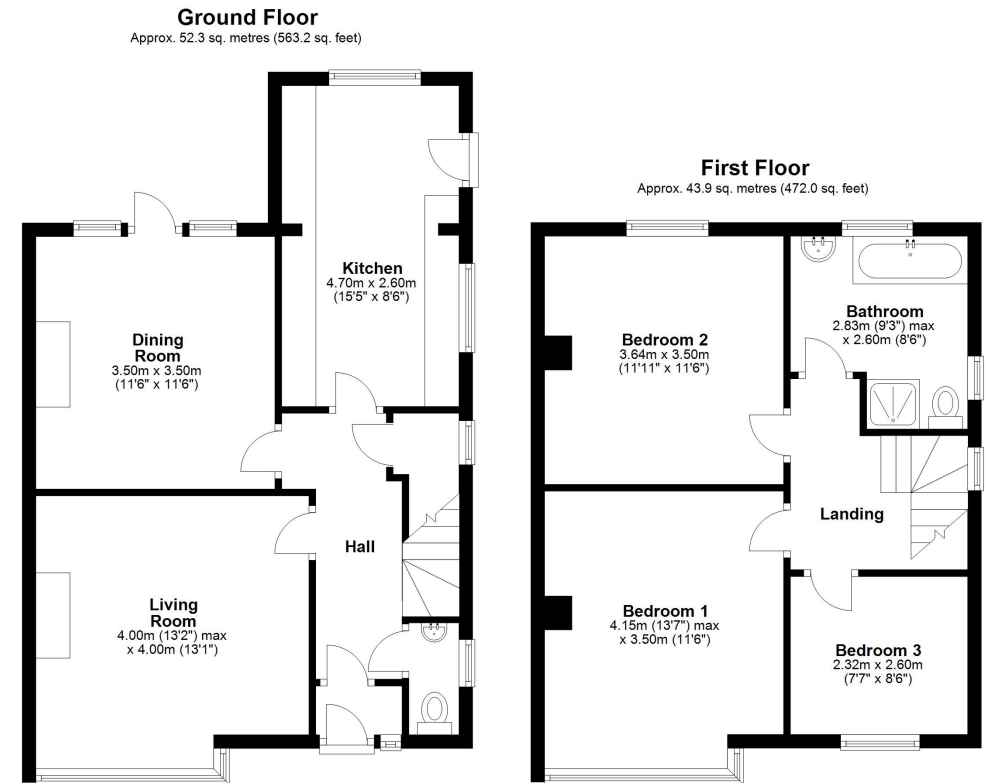 Ground Floor
Approx. 52.3 sq. metres (563.2 sq. feet)
Kitchen
4.70m x 2.60m
(15'5" x 8'6")
Dining
Room
3.50m x 3.50m
(11'6" x 11'6")
Hall
Living
Room
4.00m (13'2") max
x 4.00m (13'1")
First Floor
Approx. 43.9 sq. metres (472.0 sq. feet)
Bedroom 2
3.64m x 3.50m
(11'11" x 11'6")
Bathroom
2.83m (9'3") max
x 2.60m (8'6")
Landing
Bedroom 1
4.15m (13'7") max
x 3.50m (11'6")
Bedroom 3
2.32m x 2.60m
(7'7" x 8'6")